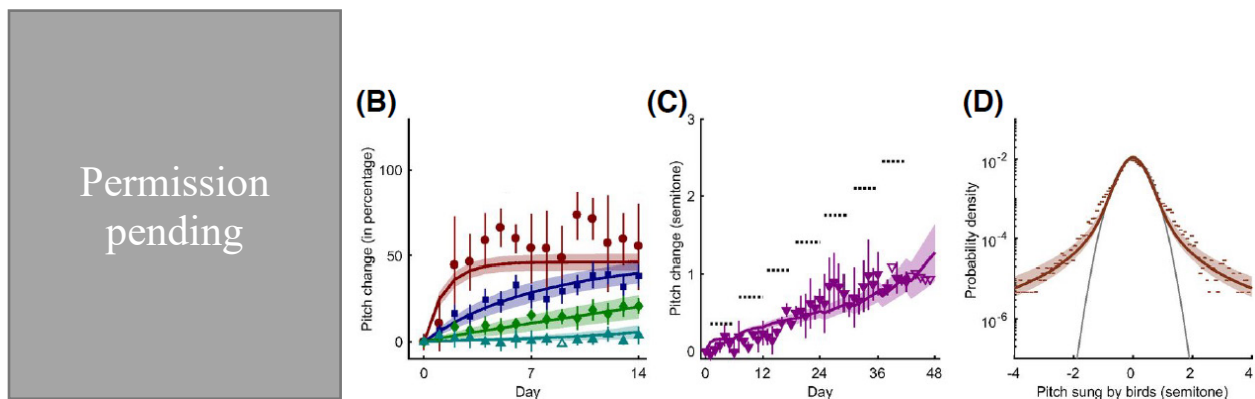 Permission
pending
(B)
Pitch change (in percentage)
100
50
0
0
7
14
Day
(C)
Pitch change (semitone)
3
2
1
0
0
12
24
36
48
Day
(D)
Probability density
10-2
10-4
10-6
-4
-2
0
2
4
Pitch sung by birds (semitone)